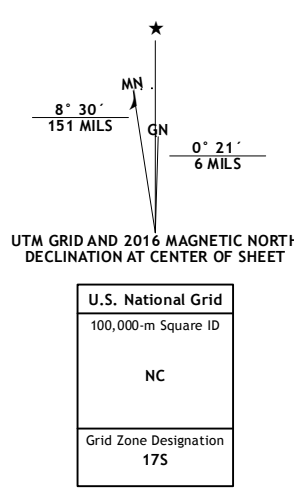 MN
8° 30´
151 MILS
GN
0° 21´
6 MILS
UTM GRID AND 2016 MAGNETIC NORTH
DECLINATION AT CENTER OF SHEET
U.S. National Grid
100,000-m Square ID
NC
Grid Zone Designation
17S